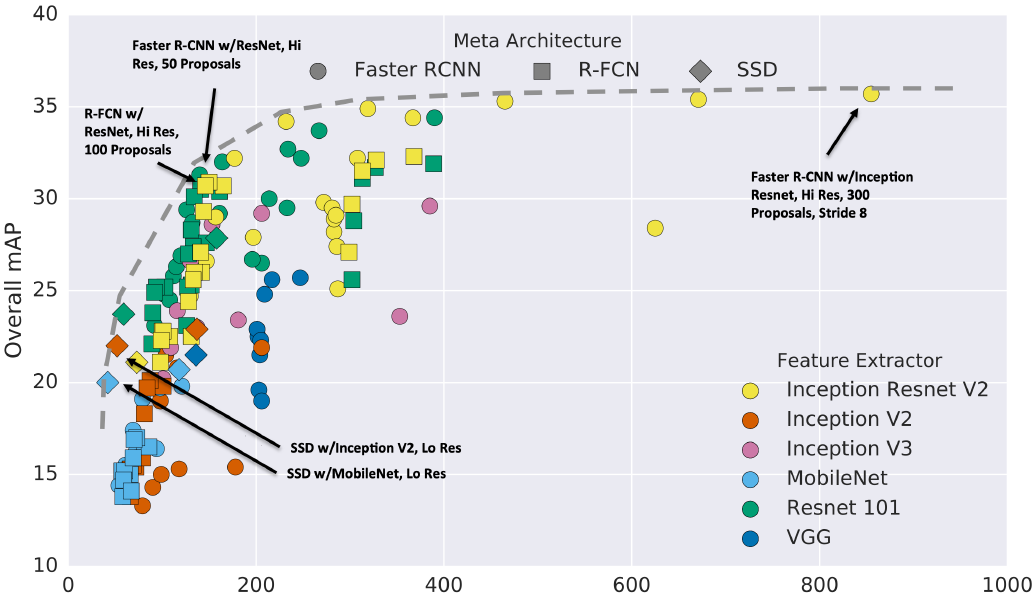 40
35
30
25
20
15
10
Overall mAP
0
200
400
600
800
1000
Meta Architecture
Faster RCNN
R-FCN
SSD
Faster R-CNN w/ResNet, Hi
Res, 50 Proposals
R-FCN w/
ResNet, Hi Res,
100 Proposals
Faster R-CNN w/Inception
Resnet, Hi Res, 300
Proposals, Stride 8
SSD w/Inception V2, Lo Res
SSD w/MobileNet, Lo Res
Feature Extractor
Inception Resnet V2
Inception V2
Inception V3
MobileNet
Resnet 101
VGG